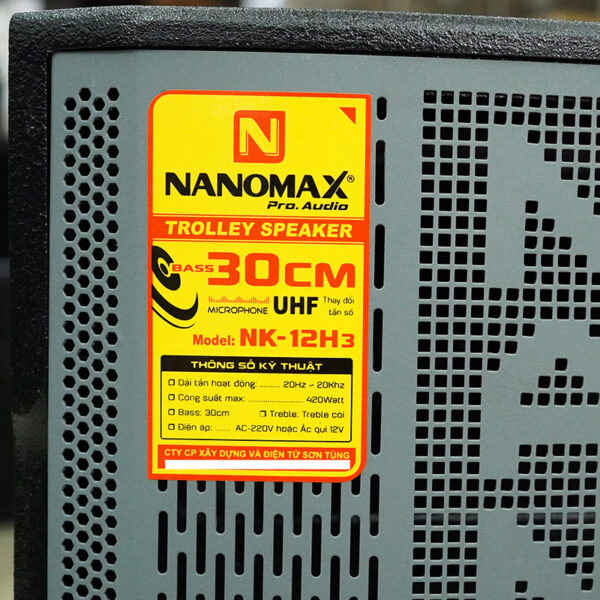 N
NANOMAX®
Pro. Audio
TROLLEY SPEAKER
BASS 30CM
MICROPHONE UHF Thay đổi tần số
Model: NK-12H3
THÔNG SỐ KỸ THUẬT
Dải tần hoạt động: .......... 20Hz ~ 20Khz
Công suất max: ................ 420Watt
Bass: 30cm Treble: Treble còi
Điện áp: ....... AC-220V hoặc Ắc qui 12V
CTY CP XÂY DỰNG VÀ ĐIỆN TỬ SƠN TÙNG